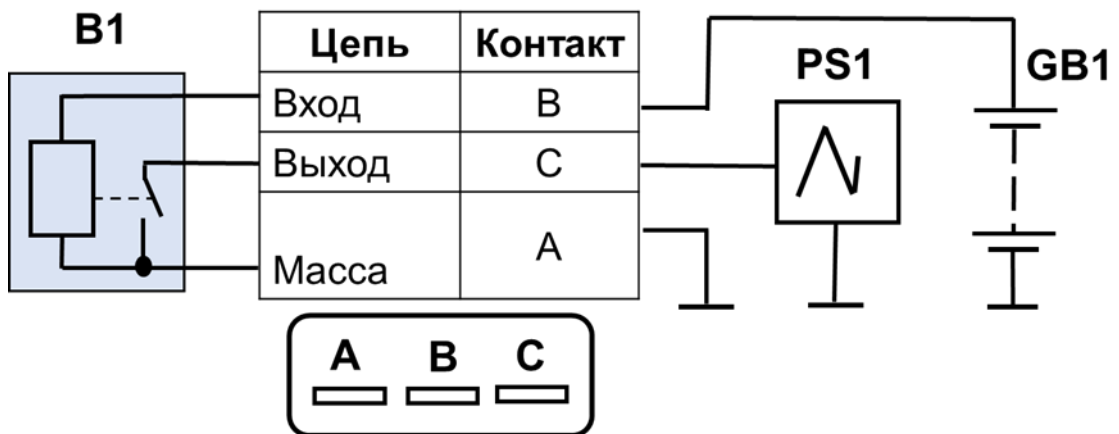 B1
Цепь Контакт
PS1
GB1
Вход B
Выход C
Масса A
A B C